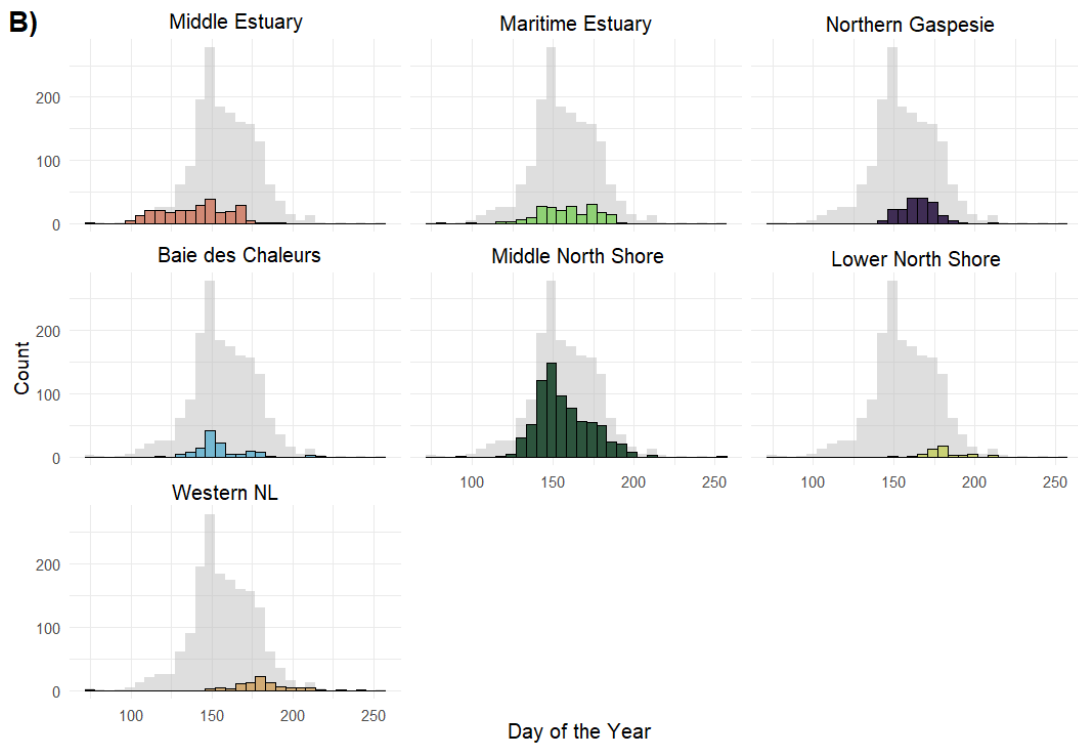 B)
Middle Estuary Maritime Estuary Northern Gaspesie
200
100
0
Baie des Chaleurs Middle North Shore Lower North Shore
200
100
0
100 150 200 250 100 150 200 250
Western NL
200
100
0
100 150 200 250
Count
Day of the Year